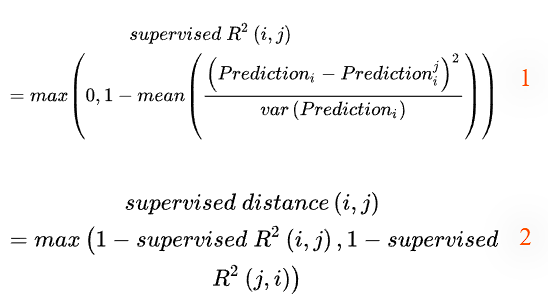 supervised R² (i, j)
= max(0, 1 − mean((Prediction_i − Prediction_i^j)² / var (Prediction_i))) 1
supervised distance (i, j)
= max (1 − supervised R² (i, j), 1 − supervised 2
R² (j, i))